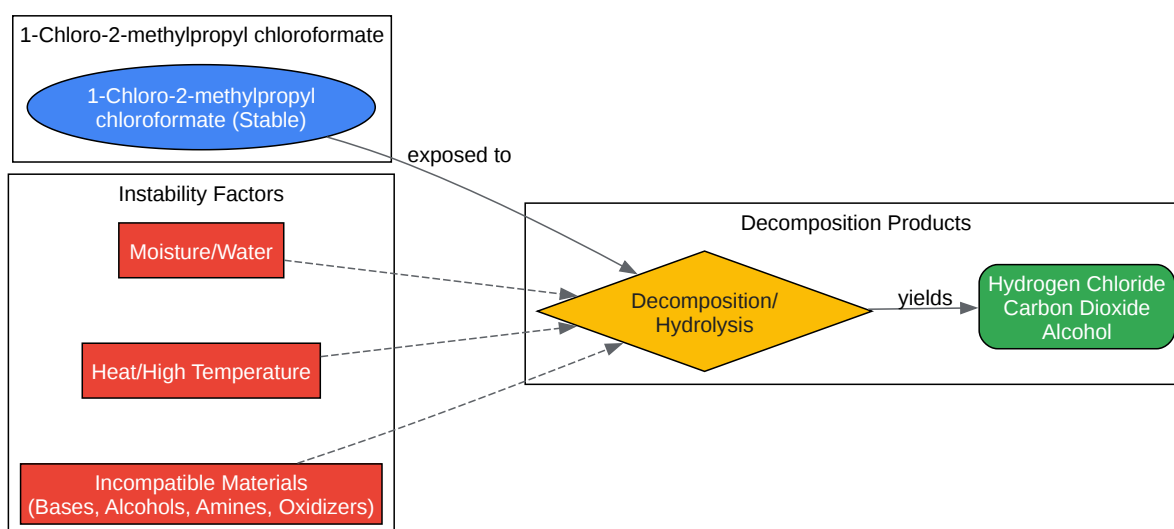 1-Chloro-2-methylpropyl chloroformate
1-Chloro-2-methylpropyl
chloroformate (Stable)
exposed to
Instability Factors
Moisture/Water
Heat/High Temperature
Incompatible Materials
(Bases, Alcohols, Amines, Oxidizers)
Decomposition Products
Decomposition/
Hydrolysis
yields
Hydrogen Chloride
Carbon Dioxide
Alcohol